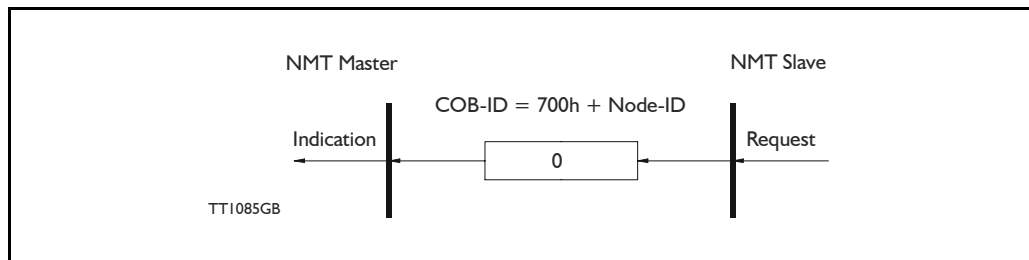 NMT Master
NMT Slave
COB-ID = 700h + Node-ID
Indication
0
Request
TT1085GB